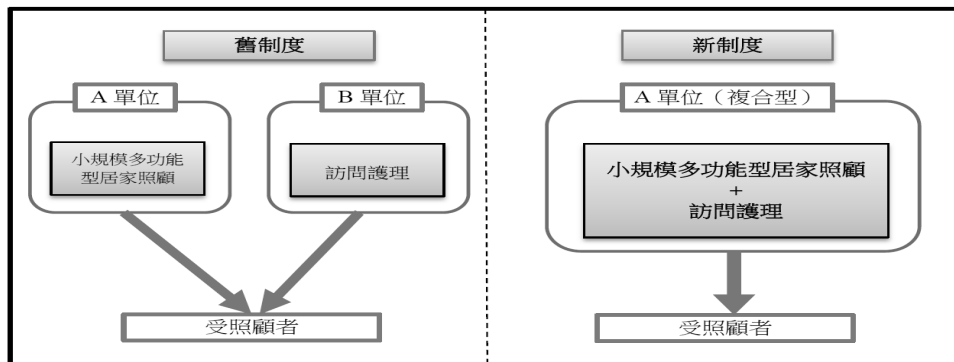 舊制度
A 單位
B 單位
小規模多功能
型居家照顧
訪問護理
受照顧者
新制度
A 單位（複合型）
小規模多功能型居家照顧
+
訪問護理
受照顧者